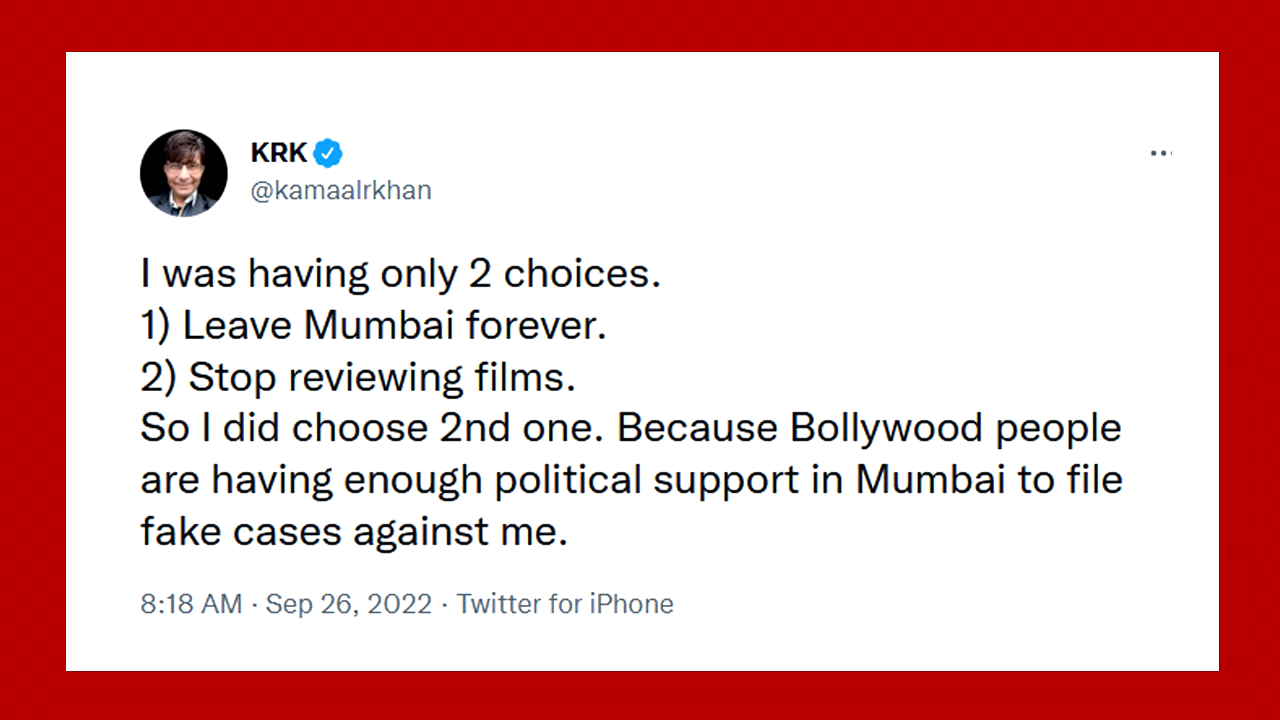 KRK
@kamaalrkhan
I was having only 2 choices.
1) Leave Mumbai forever.
2) Stop reviewing films.
So I did choose 2nd one. Because Bollywood people
are having enough political support in Mumbai to file
fake cases against me.
8:18 AM · Sep 26, 2022 · Twitter for iPhone